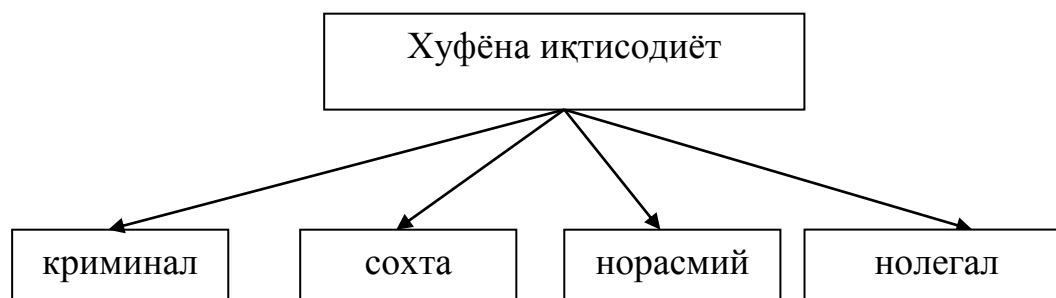 Хуфёна иқтисодиёт
криминал
сохта
норасмий
нолегал